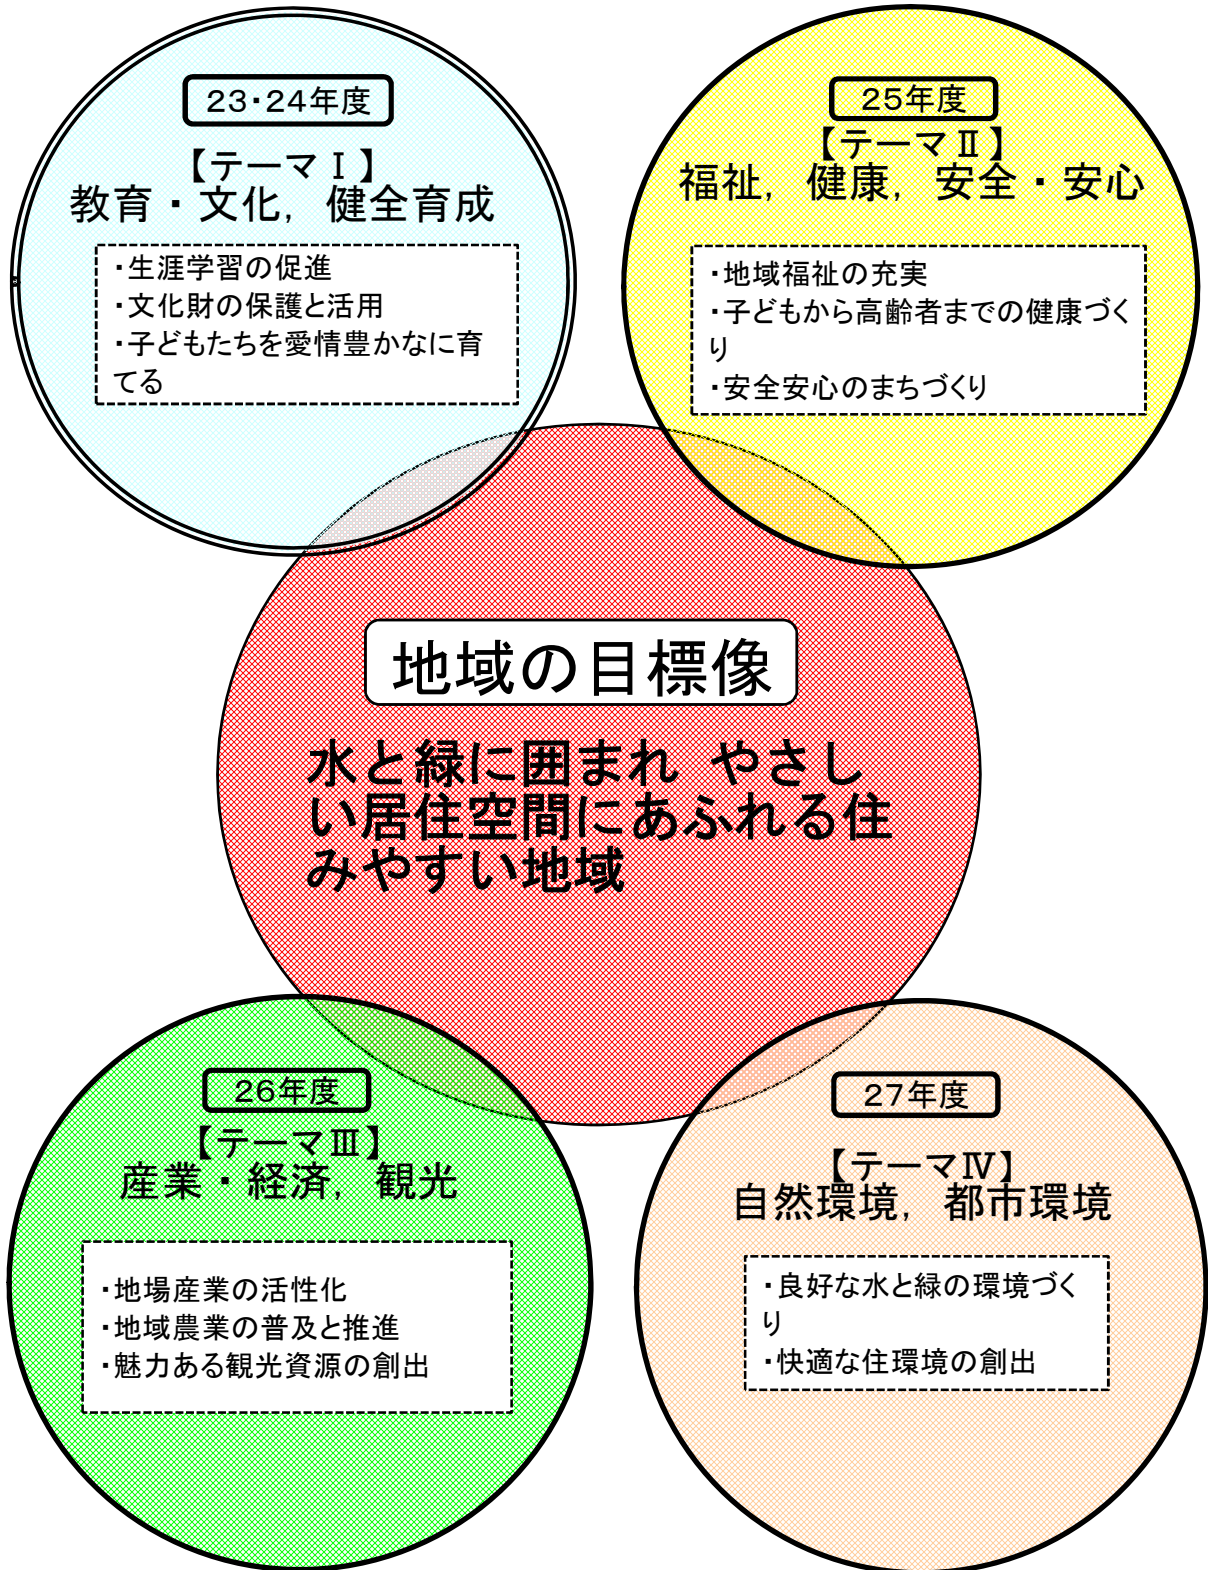 23・24年度
【テーマⅠ】
教育・文化，健全育成
・生涯学習の促進
・文化財の保護と活用
・子どもたちを愛情豊かなに育
てる
25年度
【テーマⅡ】
福祉，健康，安全・安心
・地域福祉の充実
・子どもから高齢者までの健康づく
り
・安全安心のまちづくり
地域の目標像
水と緑に囲まれ　やさし
い居住空間にあふれる住
みやすい地域
26年度
【テーマⅢ】
産業・経済，観光
・地場産業の活性化
・地域農業の普及と推進
・魅力ある観光資源の創出
27年度
【テーマⅣ】
自然環境，都市環境
・良好な水と緑の環境づく
り
・快適な住環境の創出